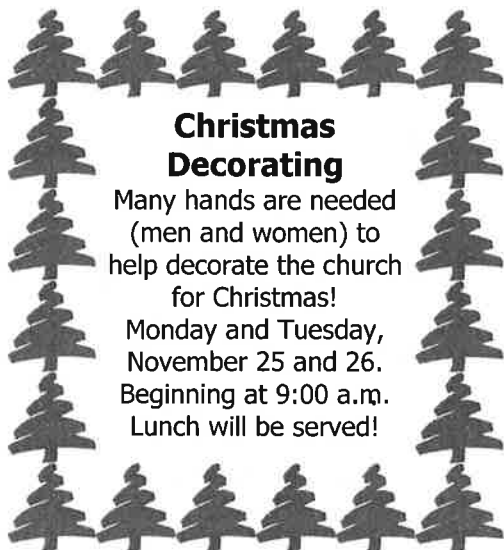 Christmas
Decorating
Many hands are needed
(men and women) to
help decorate the church
for Christmas!
Monday and Tuesday,
November 25 and 26.
Beginning at 9:00 a.m.
Lunch will be served!